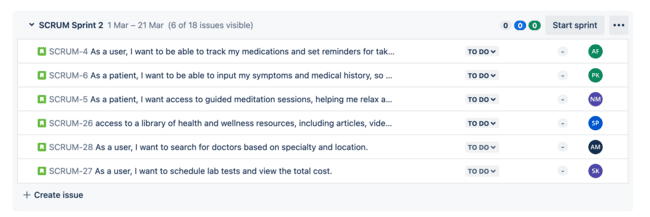 SCRUM Sprint 2 1 Mar – 21 Mar (6 of 18 issues visible) 0 0 0 Start sprint
SCRUM-4 As a user, I want to be able to track my medications and set reminders for tak... TO DO - AF
SCRUM-6 As a patient, I want to be able to input my symptoms and medical history, so ... TO DO - PK
SCRUM-5 As a patient, I want access to guided meditation sessions, helping me relax a... TO DO - NM
SCRUM-26 access to a library of health and wellness resources, including articles, vide... TO DO - SP
SCRUM-28 As a user, I want to search for doctors based on specialty and location. TO DO - AM
SCRUM-27 As a user, I want to schedule lab tests and view the total cost. TO DO - SK
+ Create issue